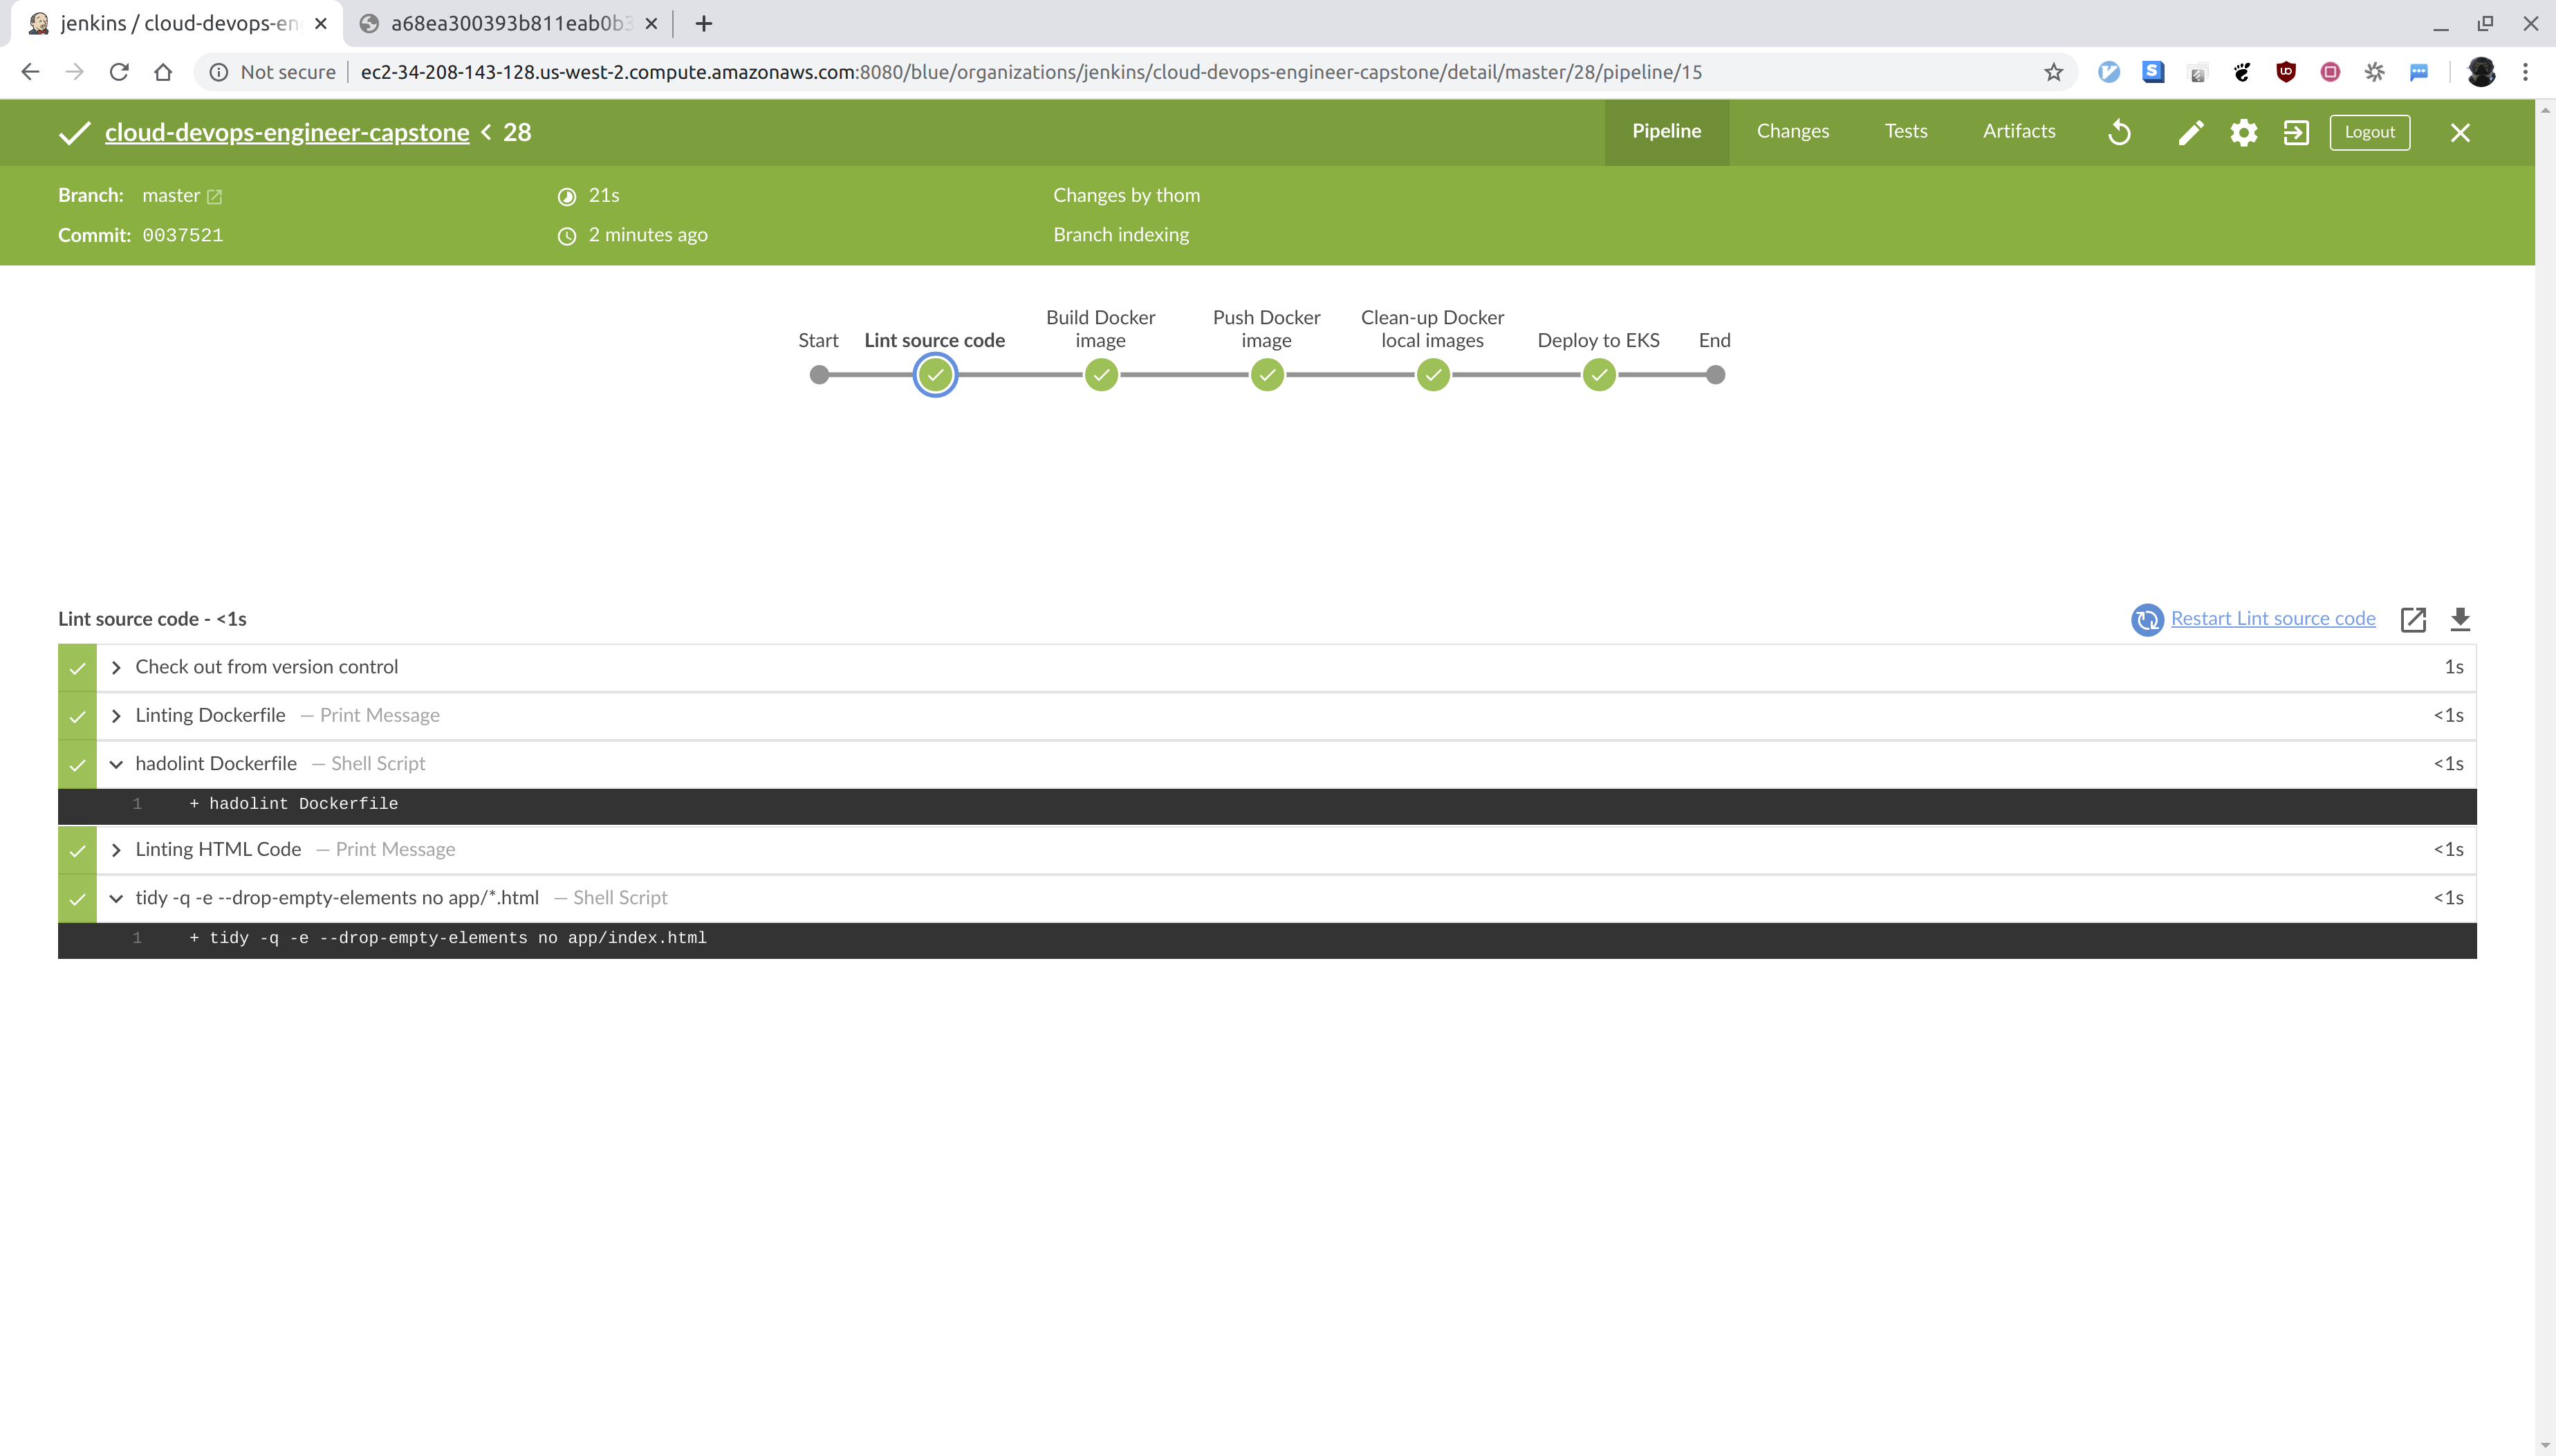 jenkins / cloud-devops-en
a68ea300393b811eab0b3
Not secure
ec2-34-208-143-128.us-west-2.compute.amazonaws.com:8080/blue/organizations/jenkins/cloud-devops-engineer-capstone/detail/master/28/pipeline/15
cloud-devops-engineer-capstone < 28
Pipeline Changes Tests Artifacts Logout
Branch: master 21s Changes by thom
Commit: 0037521 2 minutes ago Branch indexing
Start
Lint source code
Build Docker
image
Push Docker
image
Clean-up Docker
local images
Deploy to EKS
End
Lint source code - <1s
Restart Lint source code
Check out from version control 1s
Linting Dockerfile — Print Message <1s
hadolint Dockerfile — Shell Script <1s
1 + hadolint Dockerfile
Linting HTML Code — Print Message <1s
tidy -q -e --drop-empty-elements no app/*.html — Shell Script <1s
1 + tidy -q -e --drop-empty-elements no app/index.html